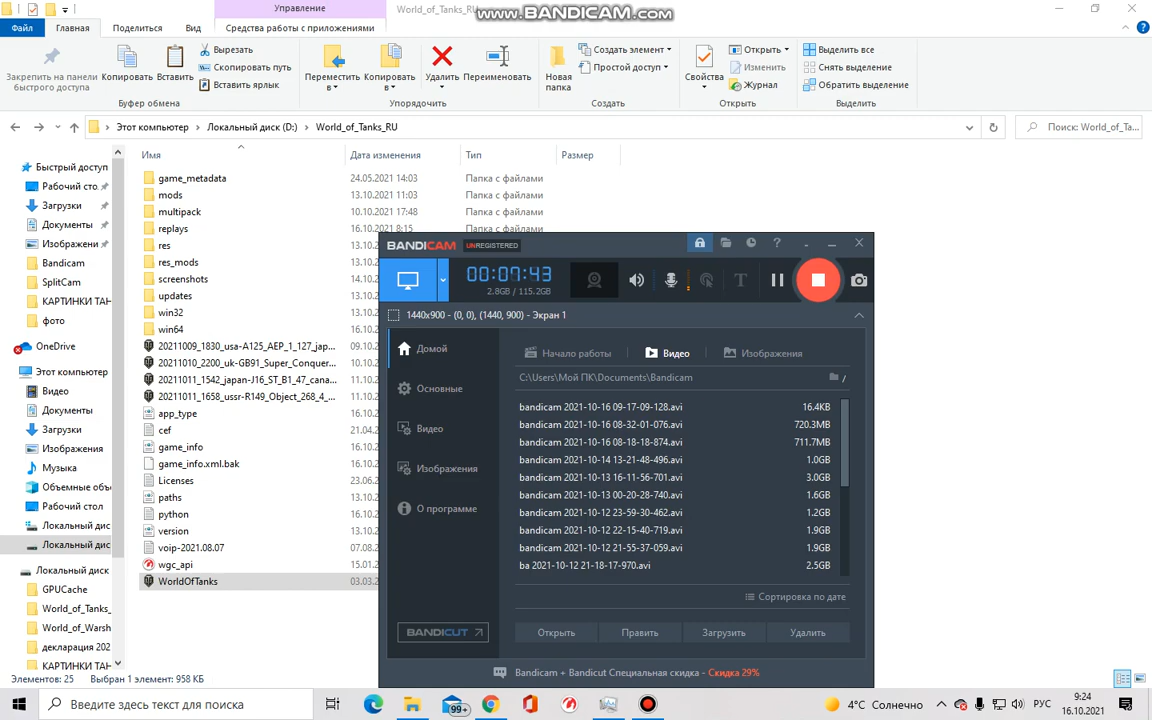 Управление
World_of_Tanks_RU
www.BANDICAM.com
Файл
Главная
Поделиться
Вид
Средства работы с приложениями
Закрепить на панели быстрого доступа
Копировать
Вставить
Вырезать
Скопировать путь
Вставить ярлык
Буфер обмена
Переместить в
Копировать в
Удалить
Переименовать
Упорядочить
Новая папка
Создать элемент
Простой доступ
Создать
Свойства
Открыть
Изменить
Журнал
Открыть
Выделить все
Снять выделение
Обратить выделение
Выделить
Этот компьютер
Локальный диск (D:)
World_of_Tanks_RU
Поиск: World_of_Ta...
Имя
Дата изменения
Тип
Размер
Быстрый доступ
Рабочий сто
Загрузки
Документы
Изображени
Bandicam
SplitCam
КАРТИНКИ ТАН
фото
OneDrive
Этот компьютер
Видео
Документы
Загрузки
Изображения
Музыка
Объемные объ
Рабочий стол
Локальный дис
Локальный дис
Локальный диск
GPUCache
World_of_Tanks_
World_of_Warsh
декларация 202
КАРТИНКИ ТАН
game_metadata 24.05.2021 14:03 Папка с файлами
mods 13.10.2021 11:03 Папка с файлами
multipack 10.10.2021 17:48 Папка с файлами
replays 16.10.2021 8:15 Папка с файлами
res 13.10
res_mods 13.10
screenshots 13.10
updates 13.10
win32 13.10
win64 13.10
20211009_1830_usa-A125_AEP_1_127_jap... 09.10
20211010_2200_uk-GB91_Super_Conquer... 10.10
20211011_1542_japan-J16_ST_B1_47_cana... 11.10
20211011_1658_ussr-R149_Object_268_4_... 11.10
app_type 16.10
cef 21.04
game_info 16.10
game_info.xml.bak 16.10
Licenses 23.06
paths 13.10
python 13.10
version 13.10
voip-2021.08.07 07.08
wgc_api 15.01
WorldOfTanks 03.03
BANDICAM UNREGISTERED
00:07:43
2.8GB / 115.2GB
1440x900 - (0, 0), (1440, 900) - Экран 1
Домой
Основные
Видео
Изображения
О программе
BANDICUT
Начало работы
Видео
Изображения
C:\Users\Мой ПК\Documents\Bandicam
bandicam 2021-10-16 09-17-09-128.avi 16.4KB
bandicam 2021-10-16 08-32-01-076.avi 720.3MB
bandicam 2021-10-16 08-18-18-874.avi 711.7MB
bandicam 2021-10-14 13-21-48-496.avi 1.0GB
bandicam 2021-10-13 16-11-56-701.avi 3.0GB
bandicam 2021-10-13 00-20-28-740.avi 1.6GB
bandicam 2021-10-12 23-59-30-462.avi 1.2GB
bandicam 2021-10-12 22-15-40-719.avi 1.9GB
bandicam 2021-10-12 21-55-37-059.avi 1.9GB
ba 2021-10-12 21-18-17-970.avi 2.5GB
Сортировка по дате
Открыть
Править
Загрузить
Удалить
Bandicam + Bandicut Специальная скидка - Скидка 29%
Элементов: 25
Выбран 1 элемент: 958 КБ
Введите здесь текст для поиска
99+
4°C Солнечно
РУС
9:24
16.10.2021